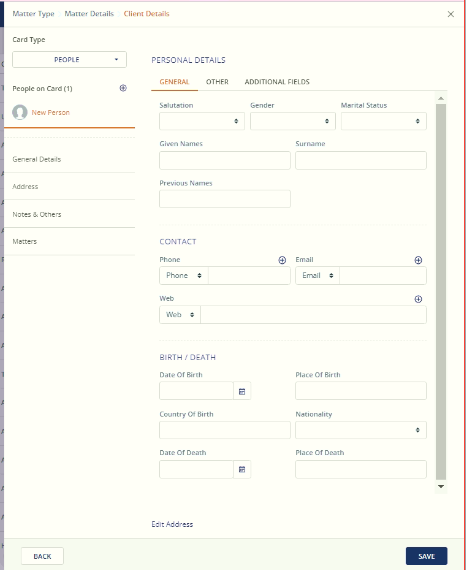 Matter Type Matter Details Client Details
Card Type
PEOPLE
People on Card (1)
New Person
General Details
Address
Notes & Others
Matters
PERSONAL DETAILS
GENERAL OTHER ADDITIONAL FIELDS
Salutation Gender Marital Status
Given Names Surname
Previous Names
CONTACT
Phone Email
Phone Email
Web
Web
BIRTH / DEATH
Date Of Birth Place Of Birth
Country Of Birth Nationality
Date Of Death Place Of Death
Edit Address
BACK SAVE